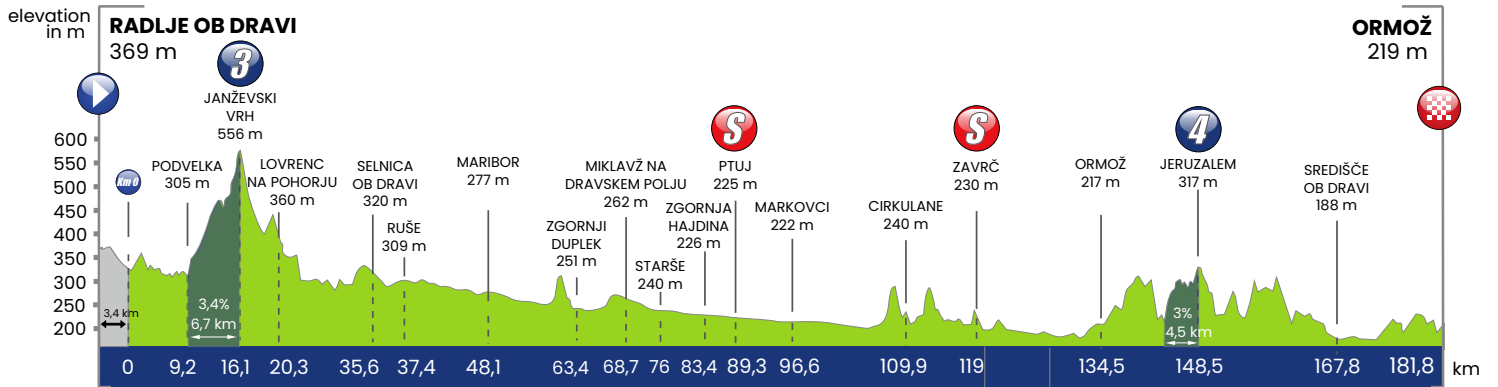 elevation
in m
RADLJE OB DRAVI
369 m
ORMOŽ
219 m
3
JANŽEVSKI
VRH
556 m
S
S
4
600
550
500
450
400
350
300
250
200
Km 0
PODVELKA
305 m
LOVRENC
NA POHORJU
360 m
SELNICA
OB DRAVI
320 m
RUŠE
309 m
MARIBOR
277 m
ZGORNJI
DUPLEK
251 m
MIKLAVŽ NA
DRAVSKEM POLJU
262 m
STARŠE
240 m
ZGORNJA
HAJDINA
226 m
PTUJ
225 m
MARKOVCI
222 m
CIRKULANE
240 m
ZAVRČ
230 m
ORMOŽ
217 m
JERUZALEM
317 m
SREDIŠČE
OB DRAVI
188 m
3,4 km
3,4%
6,7 km
3%
4,5 km
0 9,2 16,1 20,3 35,6 37,4 48,1 63,4 68,7 76 83,4 89,3 96,6 109,9 119 134,5 148,5 167,8 181,8 km